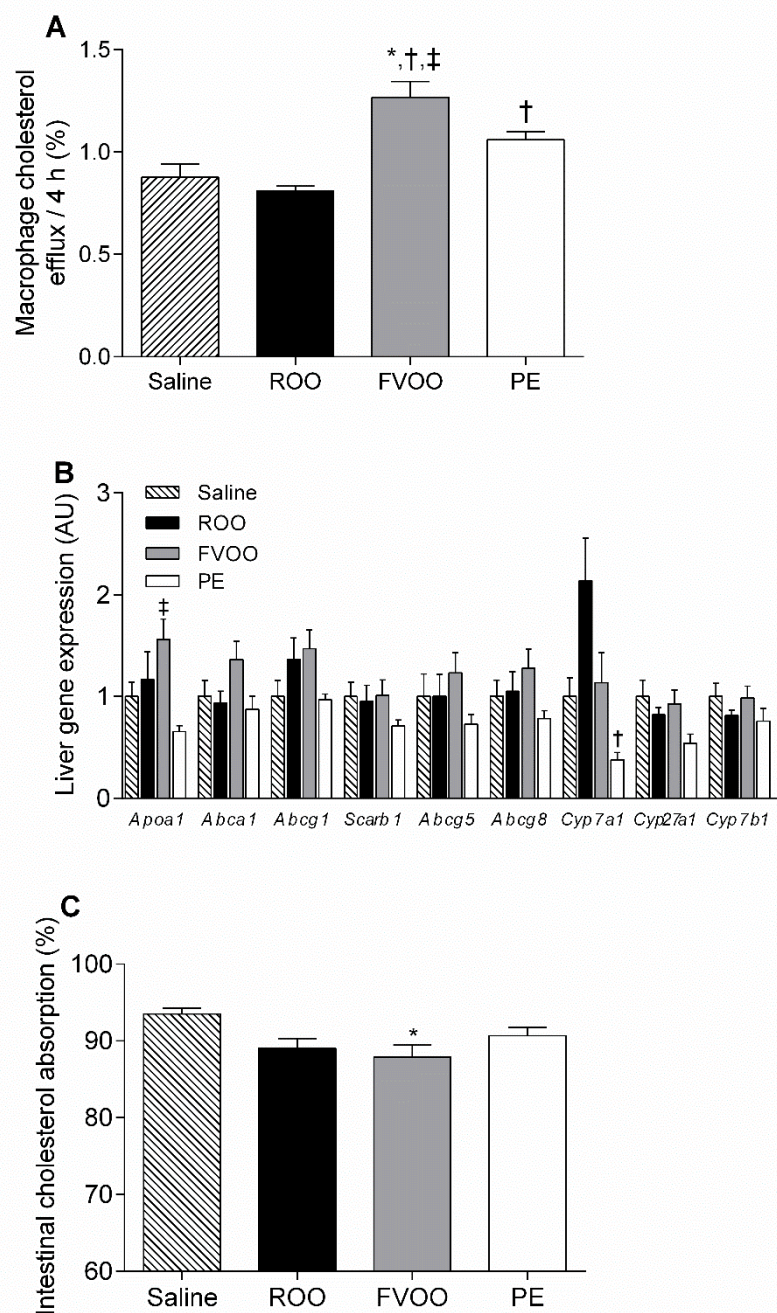 A
Macrophage cholesterol
efflux / 4 h (%)
1.5
1.0
0.5
0.0
*,†,‡
†
Saline ROO FVOO PE
B
Liver gene expression (AU)
3
2
1
0
Saline
ROO
FVOO
PE
‡
†
Apoa1 Abca1 Abcg1 Scarb1 Abcg5 Abcg8 Cyp7a1 Cyp27a1 Cyp7b1
C
Intestinal cholesterol absorption (%)
100
90
80
70
60
*
Saline ROO FVOO PE